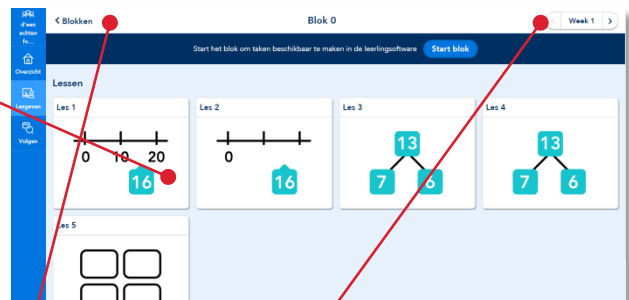 d'een
echten
fo...
Overzicht
Lesgeven
Volgen
< Blokken
Blok 0
< Week 1 >
Start het blok om taken beschikbaar te maken in de leerlingsoftware
Start blok
Lessen
Les 1
0 10 20
16
Les 2
0
16
Les 3
13
7 6
Les 4
13
7 6
Les 5